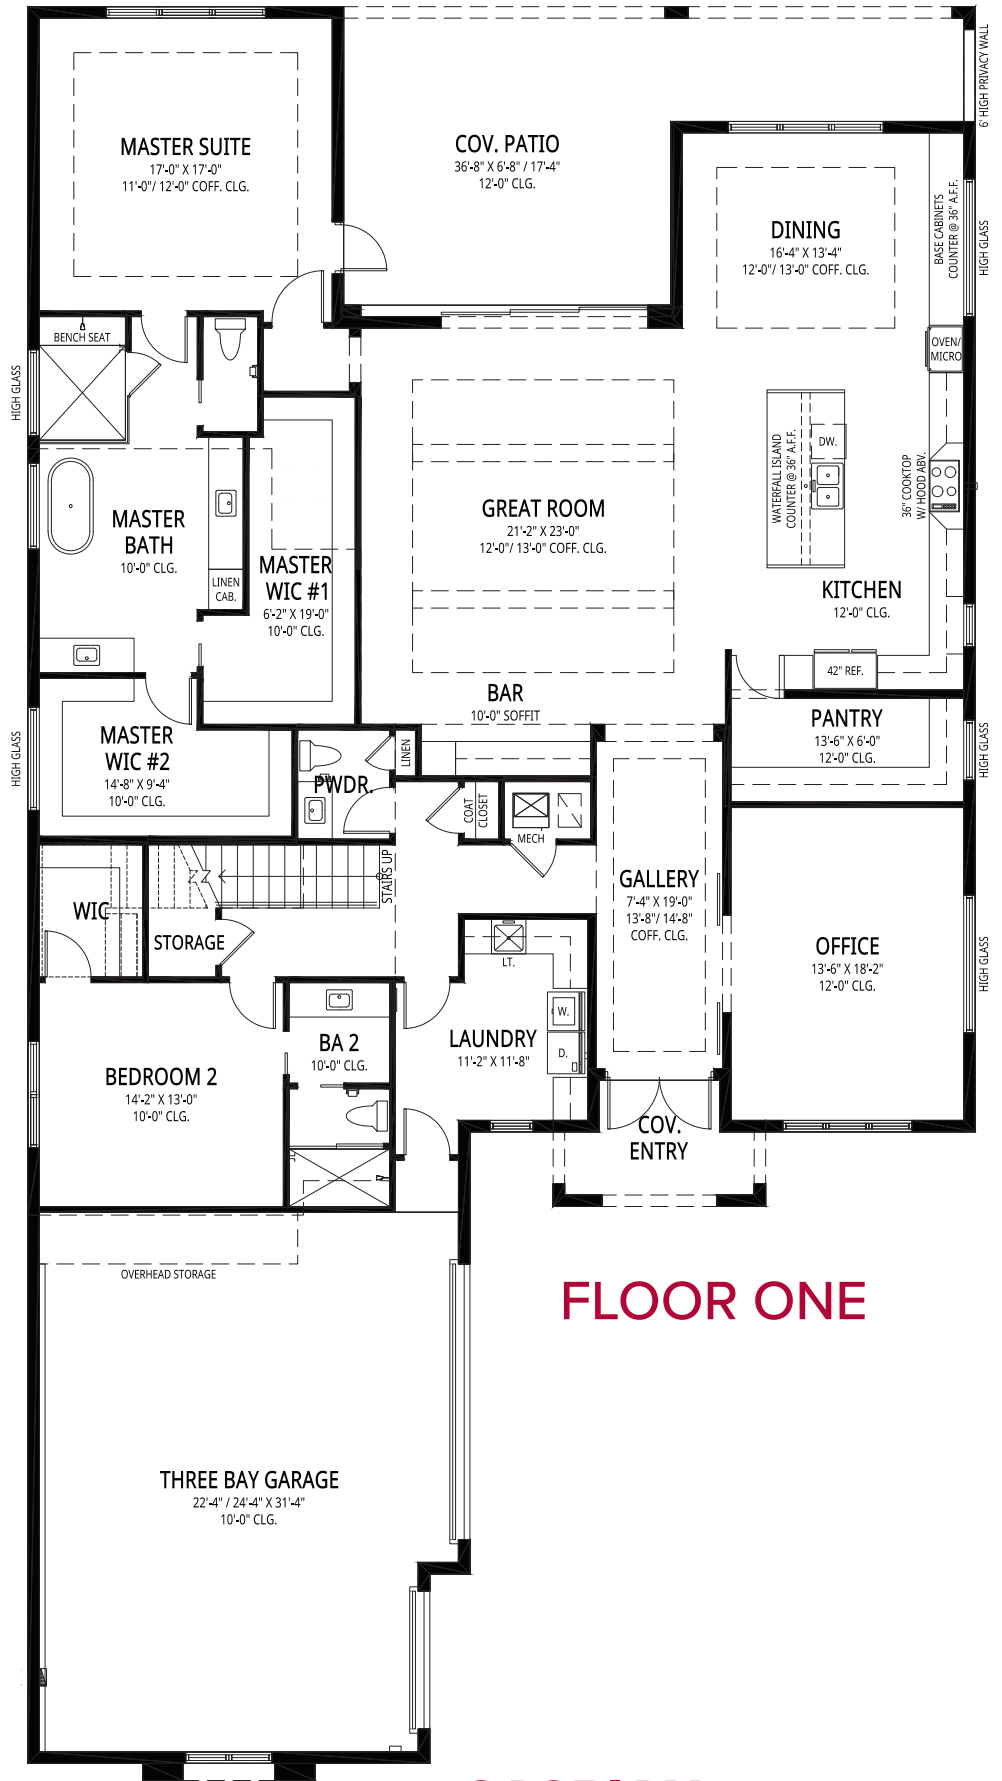 6' HIGH PRIVACY WALL
MASTER SUITE
17'-0" X 17'-0"
11'-0"/ 12'-0" COFF. CLG.
COV. PATIO
36'-8" X 6'-8" / 17'-4"
12'-0" CLG.
DINING
16'-4" X 13'-4"
12'-0"/ 13'-0" COFF. CLG.
BASE CABINETS
COUNTER @ 36" A.F.F.
HIGH GLASS
BENCH SEAT
HIGH GLASS
OVEN/
MICRO
WATERFALL ISLAND
COUNTER @ 36" A.F.F.
DW.
36" COOKTOP
W/ HOOD ABV.
GREAT ROOM
21'-2" X 23'-0"
12'-0"/ 13'-0" COFF. CLG.
MASTER
BATH
10'-0" CLG.
LINEN
CAB.
MASTER
WIC #1
6'-2" X 19'-0"
10'-0" CLG.
KITCHEN
12'-0" CLG.
42" REF.
BAR
10'-0" SOFFIT
PANTRY
13'-6" X 6'-0"
12'-0" CLG.
HIGH GLASS
HIGH GLASS
MASTER
WIC #2
14'-8" X 9'-4"
10'-0" CLG.
LINEN
PWDR.
COAT
CLOSET
MECH
STAIRS UP
GALLERY
7'-4" X 19'-0"
13'-8"/ 14'-8"
COFF. CLG.
WIC
STORAGE
OFFICE
13'-6" X 18'-2"
12'-0" CLG.
HIGH GLASS
LT.
W.
D.
LAUNDRY
11'-2" X 11'-8"
BA 2
10'-0" CLG.
BEDROOM 2
14'-2" X 13'-0"
10'-0" CLG.
COV.
ENTRY
OVERHEAD STORAGE
FLOOR ONE
THREE BAY GARAGE
22'-4" / 24'-4" X 31'-4"
10'-0" CLG.